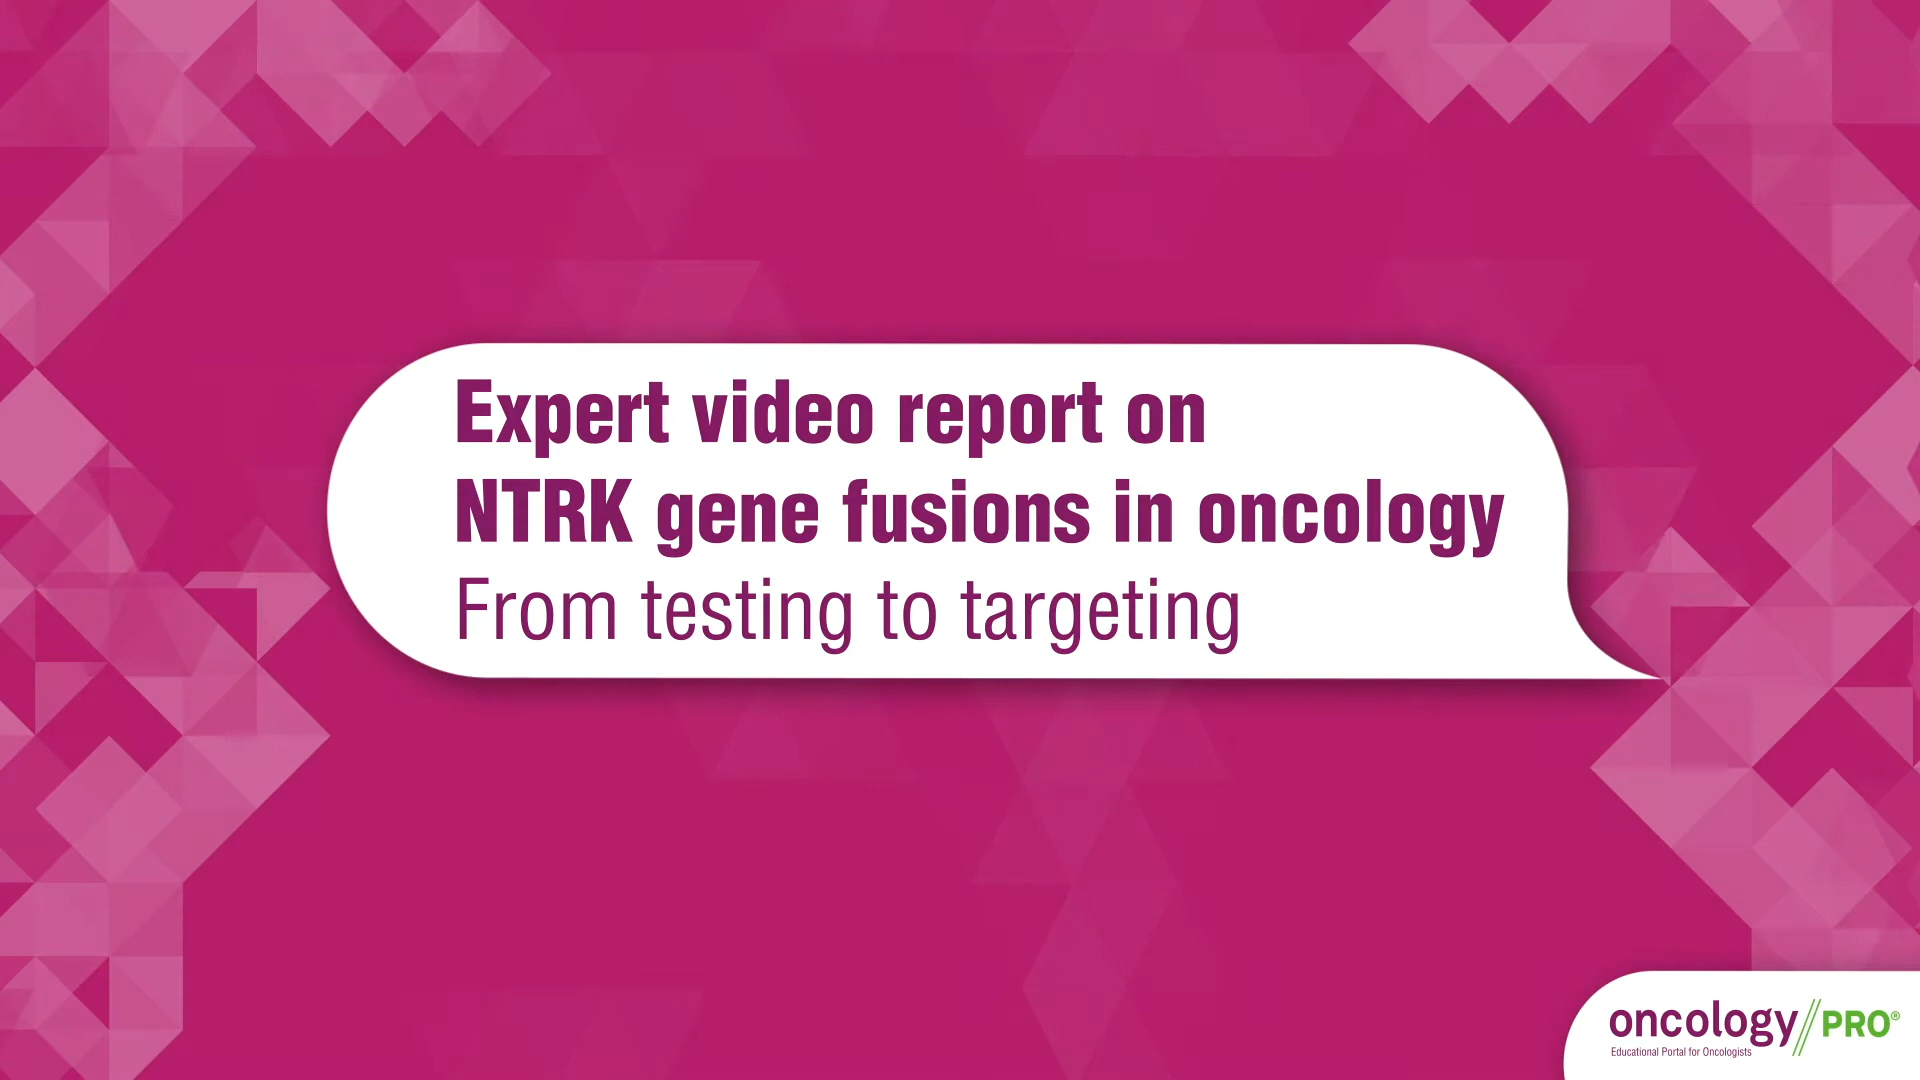 Expert video report on
NTRK gene fusions in oncology
From testing to targeting
oncology//PRO®
Educational Portal for Oncologists